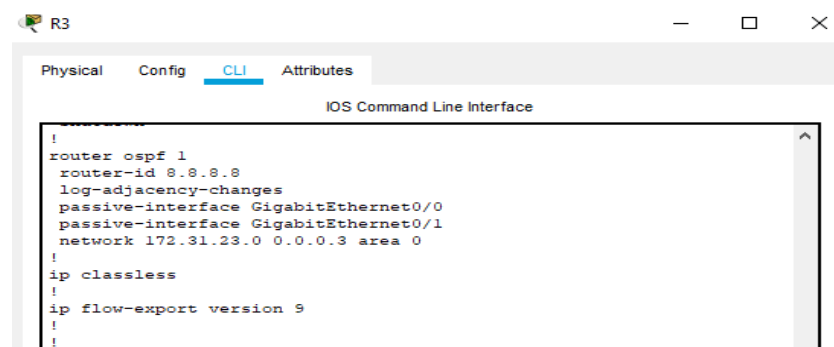 R3
Physical Config CLI Attributes
IOS Command Line Interface
!
router ospf 1
router-id 8.8.8.8
log-adjacency-changes
passive-interface GigabitEthernet0/0
passive-interface GigabitEthernet0/1
network 172.31.23.0 0.0.0.3 area 0
!
ip classless
!
ip flow-export version 9
!
!